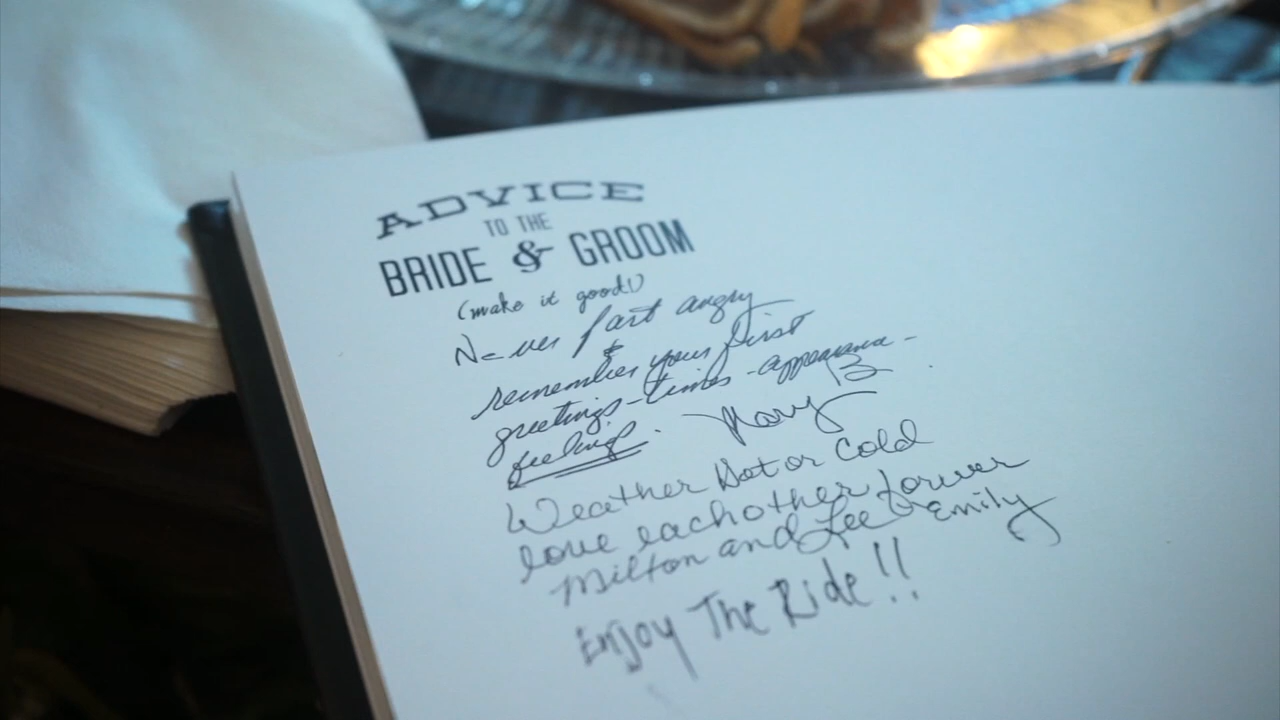 ADVICE
TO THE
BRIDE & GROOM
(make it good!)
Never part angry
&
remember your first
greetings-times-appearance-
feelings. Mary B
Weather Hot or Cold
love eachother forever
Milton and Lee & Emily
Enjoy The Ride!!